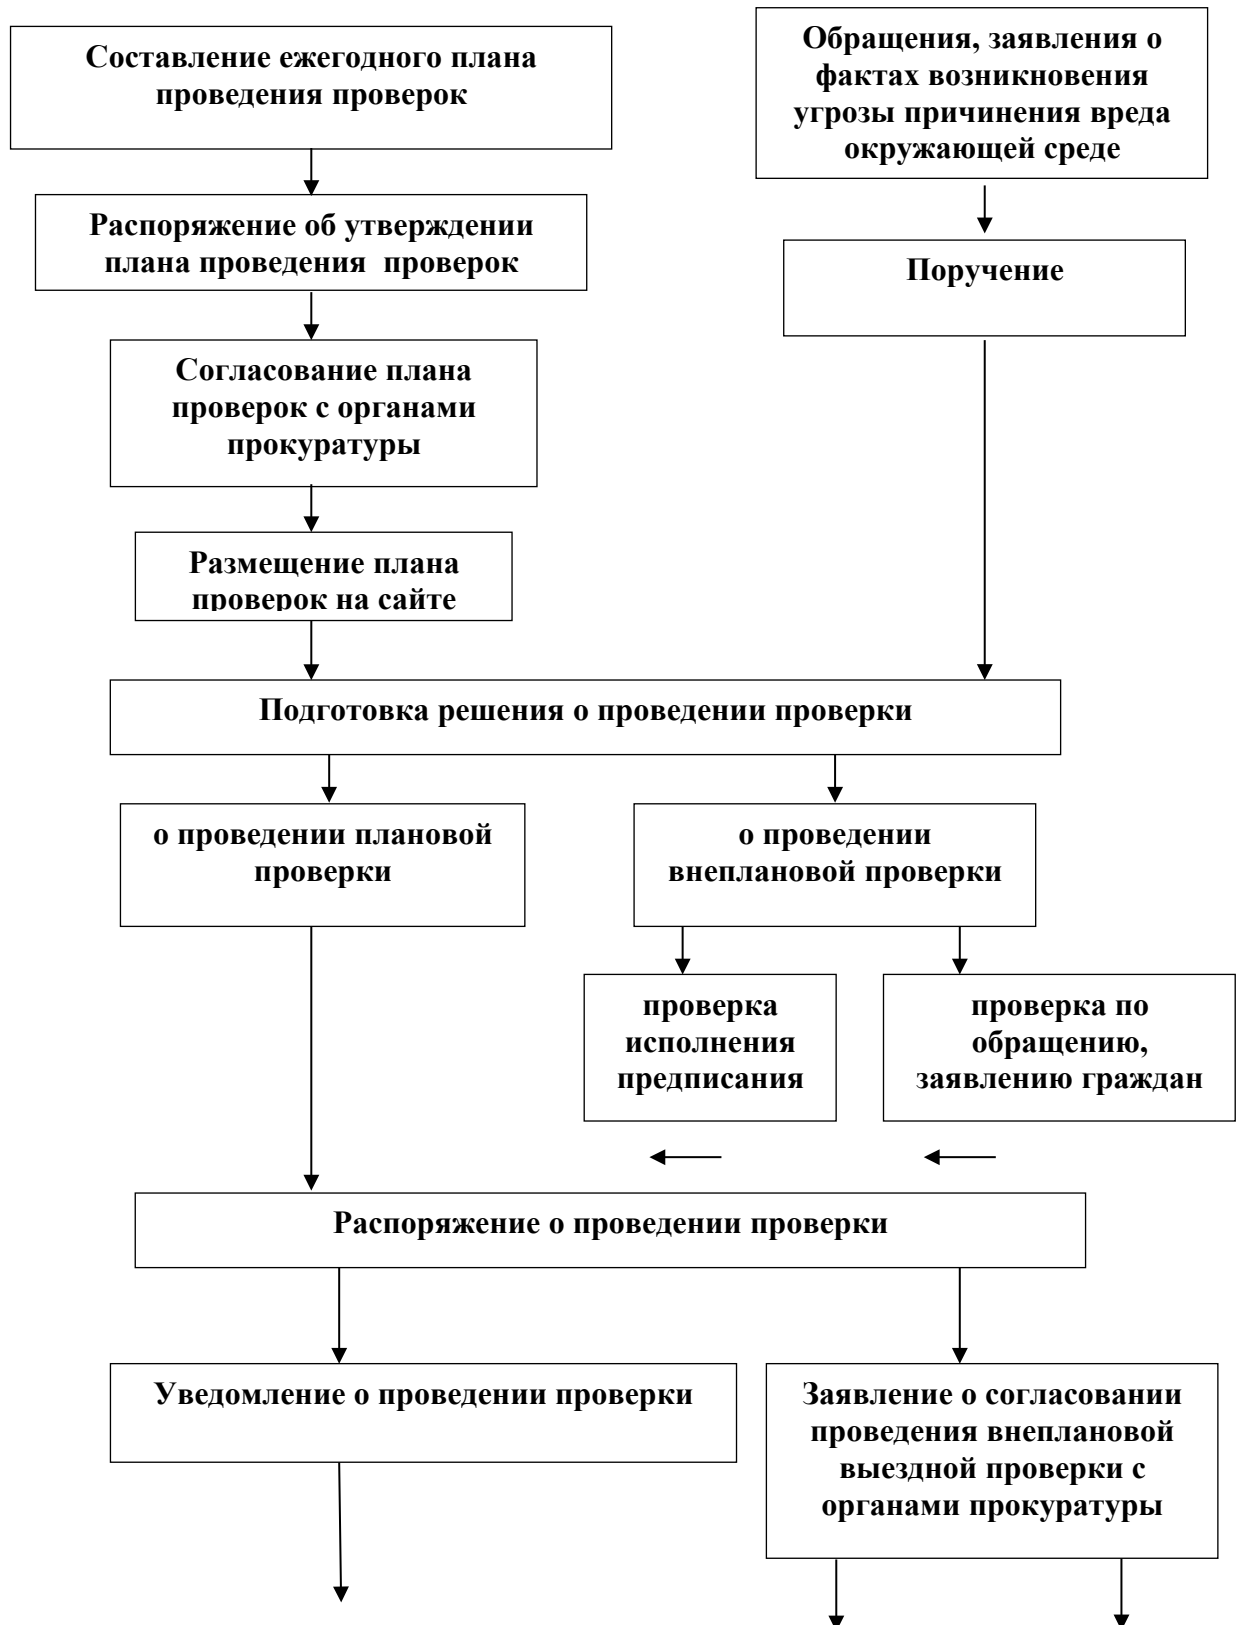 Составление ежегодного плана
проведения проверок
Обращения, заявления о
фактах возникновения
угрозы причинения вреда
окружающей среде
Распоряжение об утверждении
плана проведения  проверок
Поручение
Согласование плана
проверок с органами
прокуратуры
Размещение плана
проверок на сайте
Подготовка решения о проведении проверки
о проведении плановой
проверки
о проведении
внеплановой проверки
проверка
исполнения
предписания
проверка по
обращению,
заявлению граждан
Распоряжение о проведении проверки
Уведомление о проведении проверки
Заявление о согласовании
проведения внеплановой
выездной проверки с
органами прокуратуры